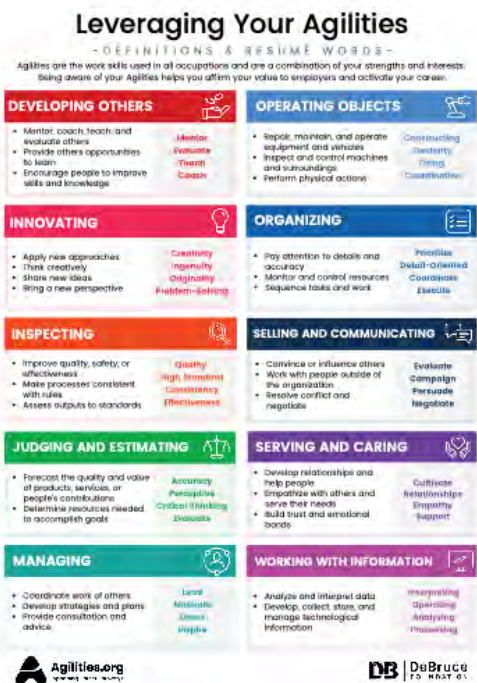 Leveraging Your Agilities
- DEFINITIONS & RESUME WORDS -
Agilities are the work skills used in all occupations and are a combination of your strengths and interests.
Being aware of your Agilities helps you affirm your value to employers and activate your career.
DEVELOPING OTHERS
• Mentor, coach, teach, and
evaluate others
• Provide others opportunities
to learn
• Encourage people to improve
skills and knowledge
Mentor
Evaluate
Teach
Coach
OPERATING OBJECTS
• Repair, maintain, and operate
equipment and vehicles
• Inspect and control machines
and surroundings
• Perform physical actions
Constructing
Dexterity
Coordination
INNOVATING
• Apply new approaches
• Think creatively
• Share new ideas
• Bring a new perspective
Creativity
Ingenuity
Originality
Problem-Solving
ORGANIZING
• Pay attention to details and
accuracy
• Monitor and control resources
• Sequence tasks and work
Prioritize
Detail-Oriented
Coordinate
Execute
INSPECTING
• Improve quality, safety, or
effectiveness
• Make processes consistent
with rules
• Assess outputs to standards
Quality
High Standard
Consistency
Effectiveness
SELLING AND COMMUNICATING
• Convince or influence others
• Work with people outside of
the organization
• Resolve conflict and
negotiate
Evaluate
Campaign
Persuade
Negotiate
JUDGING AND ESTIMATING
• Forecast the quality and value
of products, services, or
people's contributions
• Determine resources needed
to accomplish goals
Accuracy
Perceptive
Critical Thinking
Evaluate
SERVING AND CARING
• Develop relationships and
help people
• Empathize with others and
serve their needs
• Build trust and emotional
bonds
Cultivate
Relationships
Empathy
Support
MANAGING
• Coordinate work of others
• Develop strategies and plans
• Provide consultation and
advice
Lead
Motivate
Direct
Inspire
WORKING WITH INFORMATION
• Analyze and interpret data
• Develop, collect, store, and
manage technological
information
Interpreting
Operating
Analyzing
Processing
Agilities.org
DB DeBruce
FOUNDATION